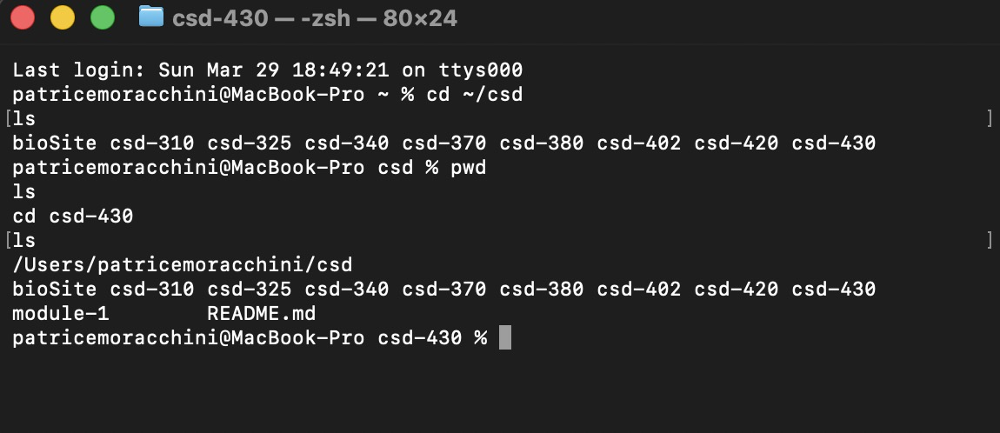 csd-430 — -zsh — 80×24
Last login: Sun Mar 29 18:49:21 on ttys000
patricemoracchini@MacBook-Pro ~ % cd ~/csd
[ls ]
bioSite csd-310 csd-325 csd-340 csd-370 csd-380 csd-402 csd-420 csd-430
patricemoracchini@MacBook-Pro csd % pwd
ls
cd csd-430
[ls ]
/Users/patricemoracchini/csd
bioSite csd-310 csd-325 csd-340 csd-370 csd-380 csd-402 csd-420 csd-430
module-1        README.md
patricemoracchini@MacBook-Pro csd-430 %